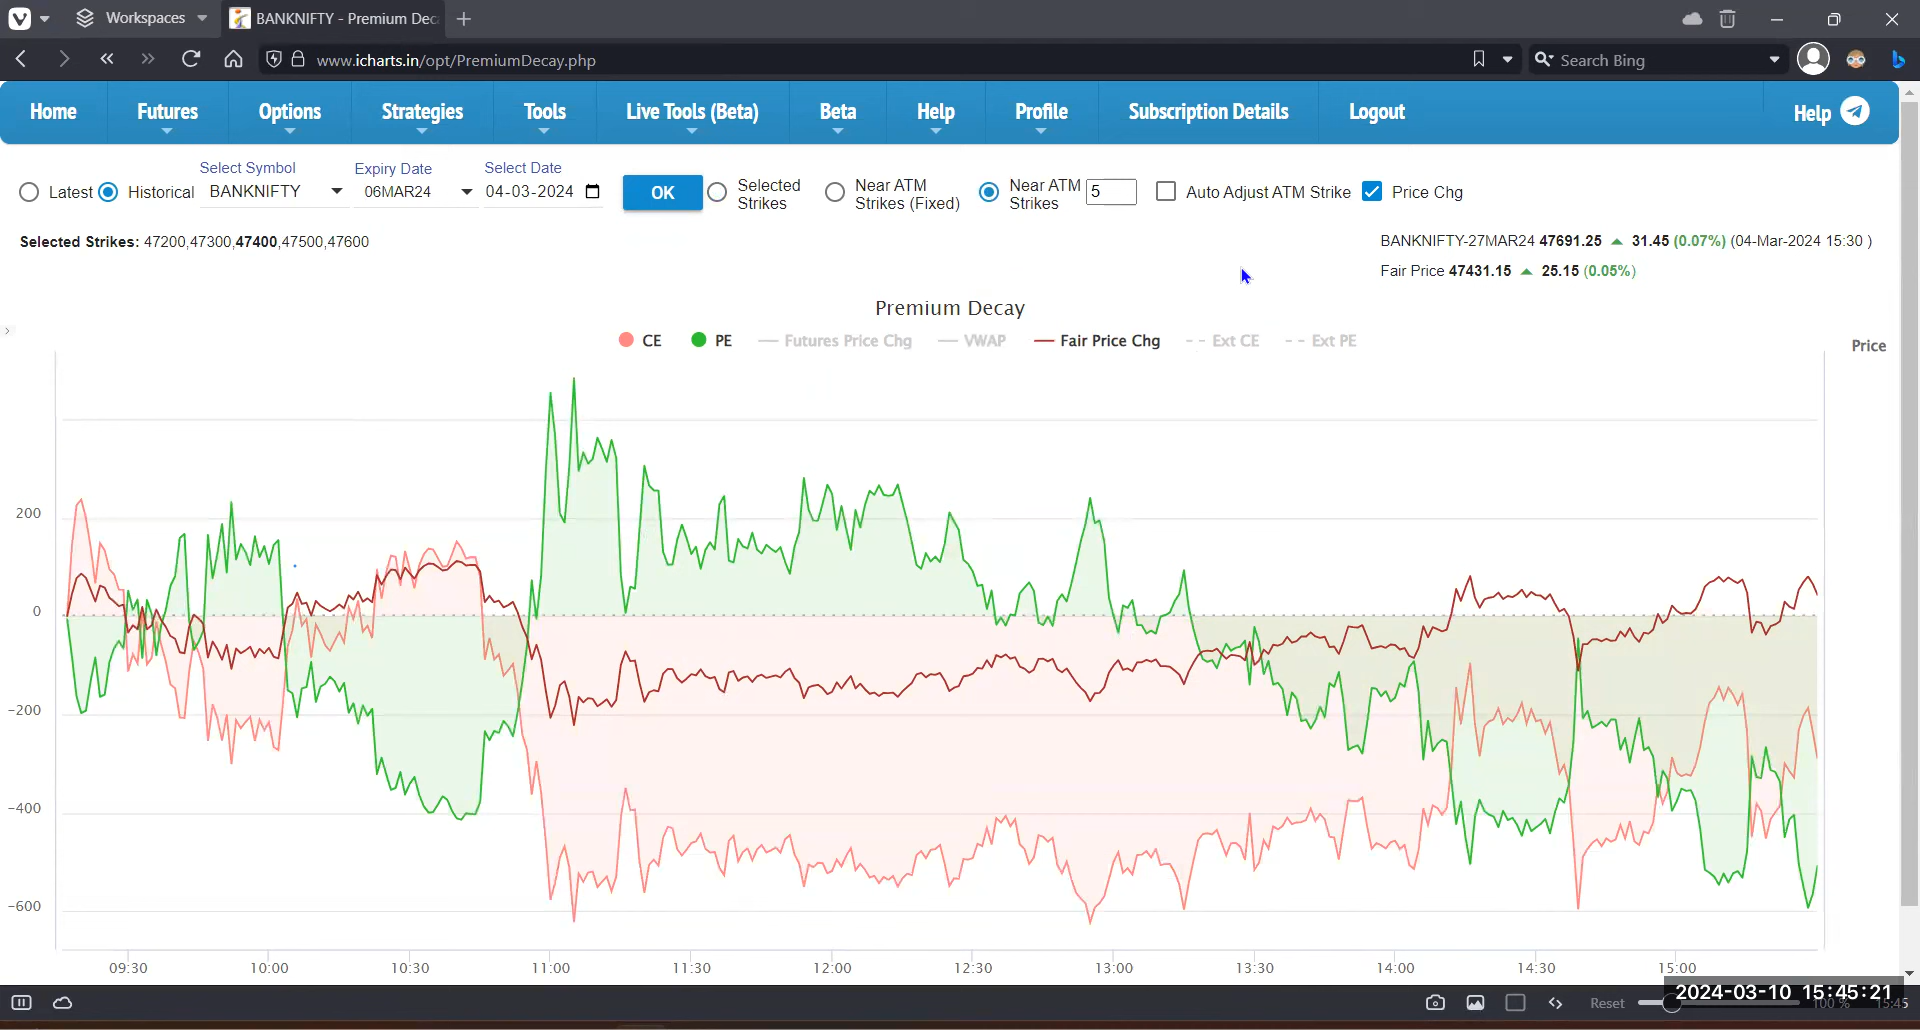 Workspaces
BANKNIFTY - Premium Dec
www.icharts.in/opt/PremiumDecay.php
Search Bing
Home
Futures
Options
Strategies
Tools
Live Tools (Beta)
Beta
Help
Profile
Subscription Details
Logout
Help
Latest
Historical
Select Symbol
BANKNIFTY
Expiry Date
06MAR24
Select Date
04-03-2024
OK
Selected
Strikes
Near ATM
Strikes (Fixed)
Near ATM
Strikes
5
Auto Adjust ATM Strike
Price Chg
Selected Strikes: 47200,47300,47400,47500,47600
BANKNIFTY-27MAR24 47691.25 ▲ 31.45 (0.07%) (04-Mar-2024 15:30 )
Fair Price 47431.15 ▲ 25.15 (0.05%)
Premium Decay
CE
PE
Futures Price Chg
VWAP
Fair Price Chg
Ext CE
Ext PE
Price
200
0
-200
-400
-600
09:30
10:00
10:30
11:00
11:30
12:00
12:30
13:00
13:30
14:00
14:30
15:00
Reset
100 %
15:45
2024-03-10 15:45:21